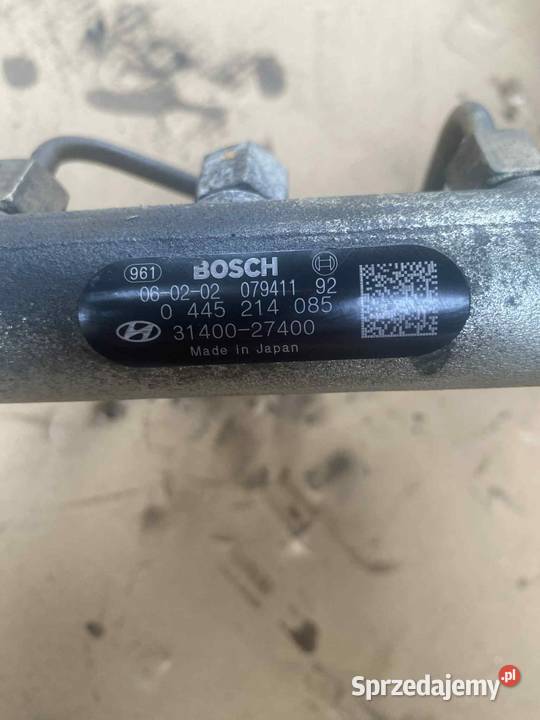 961 BOSCH
06-02-02 079411 92
0 445 214 085
31400-27400
Made in Japan
Sprzedajemy.pl